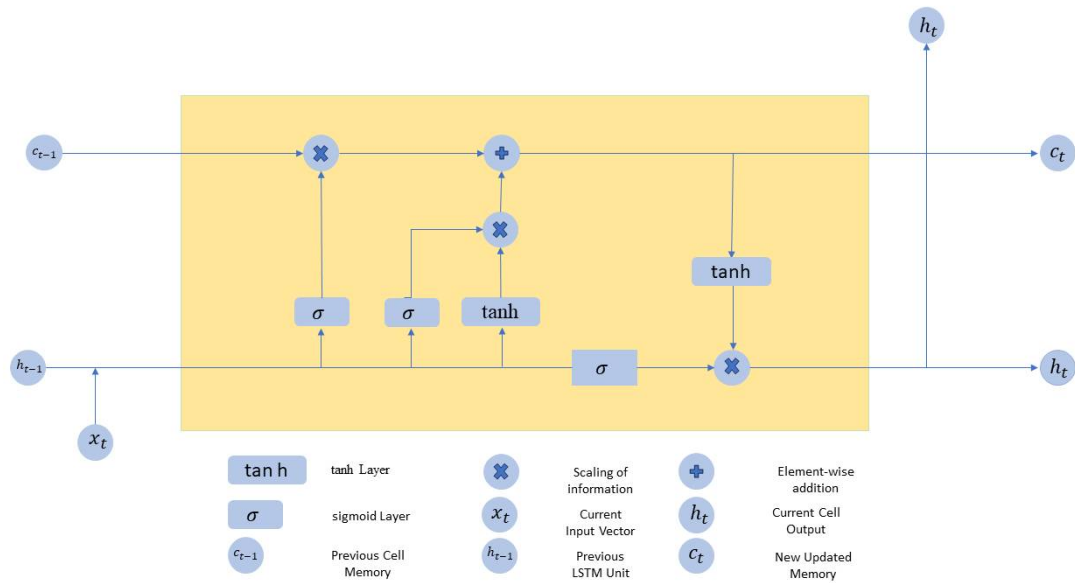 h_t
c_{t-1}
c_t
tanh
σ
σ
tanh
h_{t-1}
σ
h_t
x_t
tan h
tanh Layer
Scaling of
information
Element-wise
addition
σ
sigmoid Layer
x_t
Current
Input Vector
h_t
Current Cell
Output
c_{t-1}
Previous Cell
Memory
h_{t-1}
Previous
LSTM Unit
c_t
New Updated
Memory